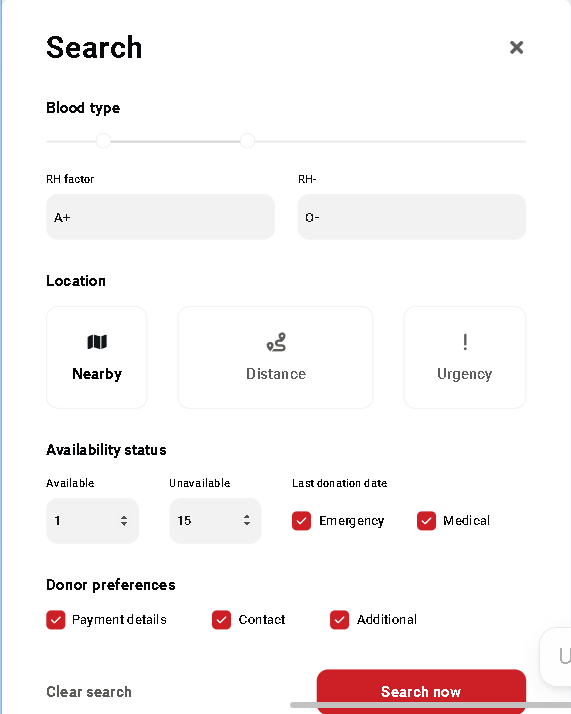 Search
Blood type
RH factor RH-
A+ O-
Location
Nearby Distance Urgency
Availability status
Available Unavailable Last donation date
1 15 Emergency Medical
Donor preferences
Payment details Contact Additional
U
Clear search Search now